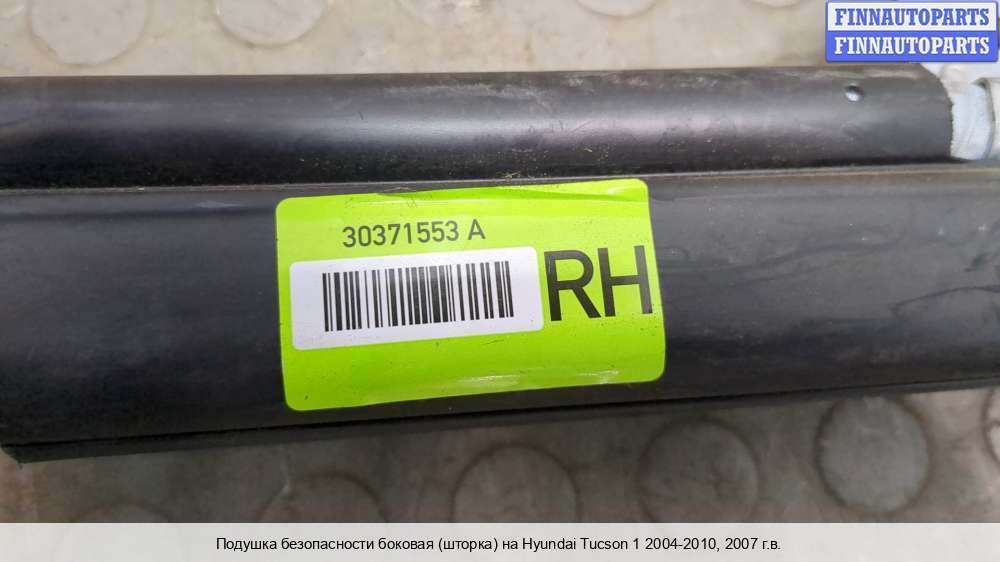 FINNAUTOPARTS
FINNAUTOPARTS
30371553 A
RH
Подушка безопасности боковая (шторка) на Hyundai Tucson 1 2004-2010, 2007 г.в.